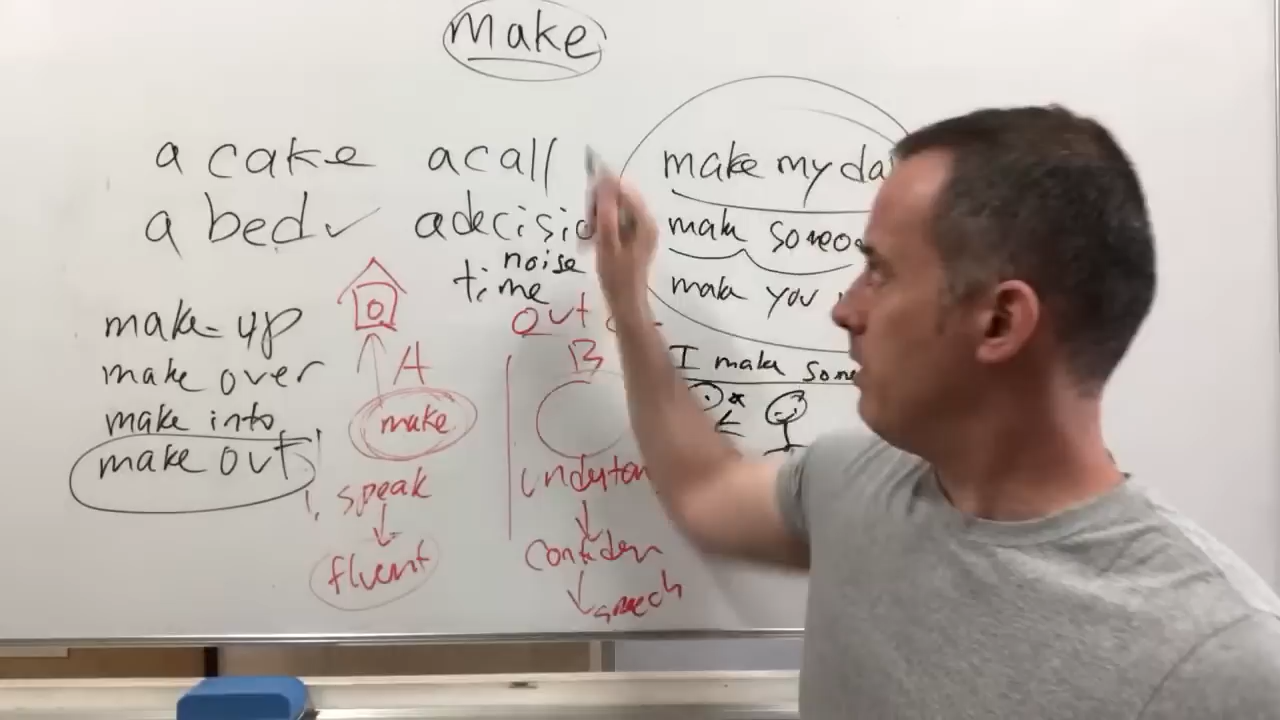 make
a cake a call
a bed a decisio
noise
time
make my da
make someo
make you
I make some
make up
make over
make into
make out
A
make
speak
fluent
out
B
understan
confiden
speech